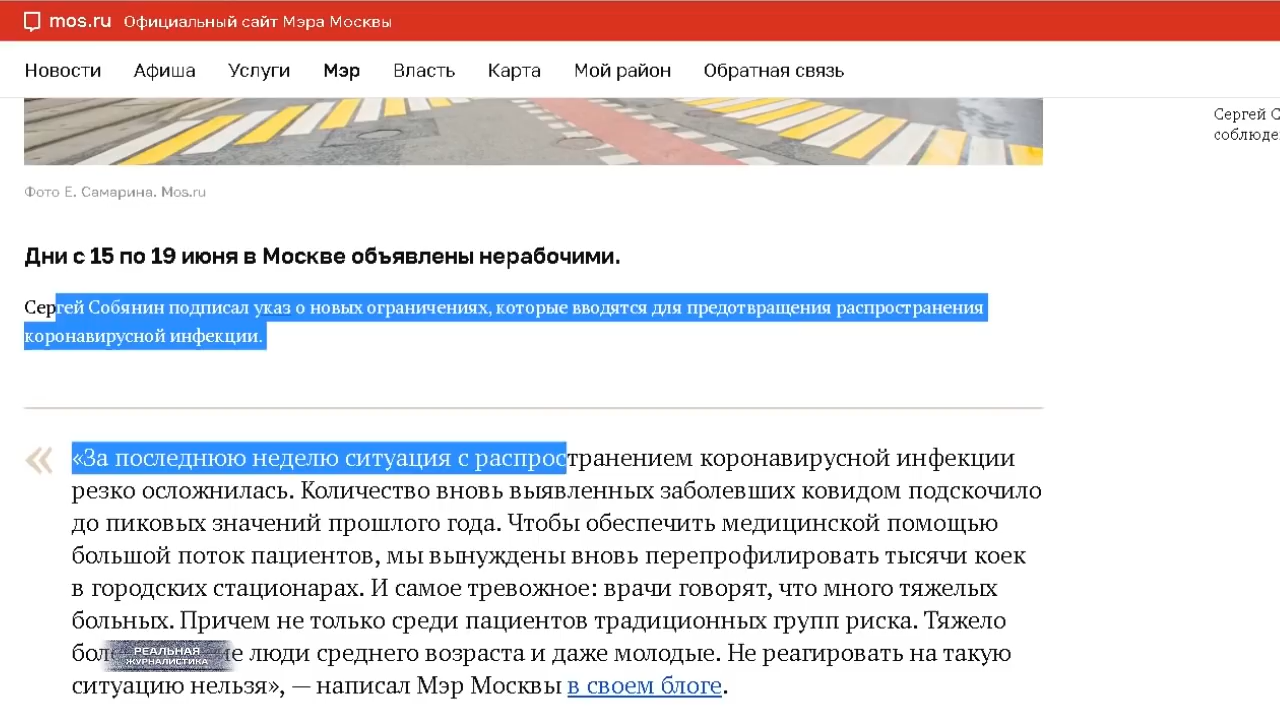 mos.ru Официальный сайт Мэра Москвы
Новости Афиша Услуги Мэр Власть Карта Мой район Обратная связь
Сергей С
соблюде
Фото Е. Самарина. Mos.ru
Дни с 15 по 19 июня в Москве объявлены нерабочими.
Сергей Собянин подписал указ о новых ограничениях, которые вводятся для предотвращения распространения
коронавирусной инфекции.
«За последнюю неделю ситуация с распространением коронавирусной инфекции
резко осложнилась. Количество вновь выявленных заболевших ковидом подскочило
до пиковых значений прошлого года. Чтобы обеспечить медицинской помощью
большой поток пациентов, мы вынуждены вновь перепрофилировать тысячи коек
в городских стационарах. И самое тревожное: врачи говорят, что много тяжелых
больных. Причем не только среди пациентов традиционных групп риска. Тяжело
люди среднего возраста и даже молодые. Не реагировать на такую
ситуацию нельзя», — написал Мэр Москвы в своем блоге.
РЕАЛЬНАЯ
ЖУРНАЛИСТИКА